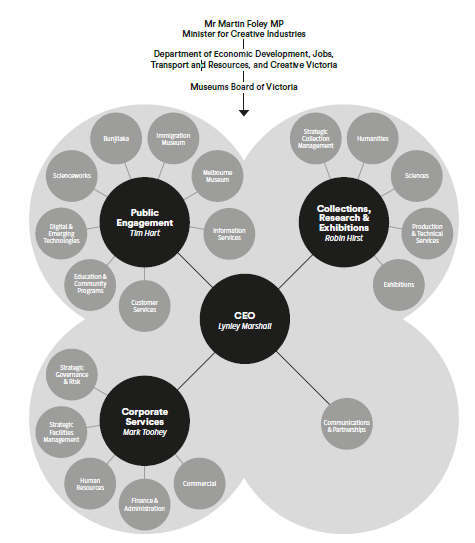 Mr Martin Foley MP
Minister for Creative Industries
Department of Economic Development, Jobs,
Transport and Resources, and Creative Victoria
Museums Board of Victoria
Bunjilaka
Immigration
Museum
Scienceworks
Melbourne
Museum
Public
Engagement
Tim Hart
Digital &
Emerging
Technologies
Information
Services
Education &
Community
Programs
Customer
Services
Strategic
Collection
Management
Humanities
Sciences
Collections,
Research &
Exhibitions
Robin Hirst
Production
& Technical
Services
Exhibitions
CEO
Lynley Marshall
Strategic
Governance
& Risk
Corporate
Services
Mark Toohey
Strategic
Facilities
Management
Human
Resources
Finance &
Administration
Commercial
Communications
& Partnerships